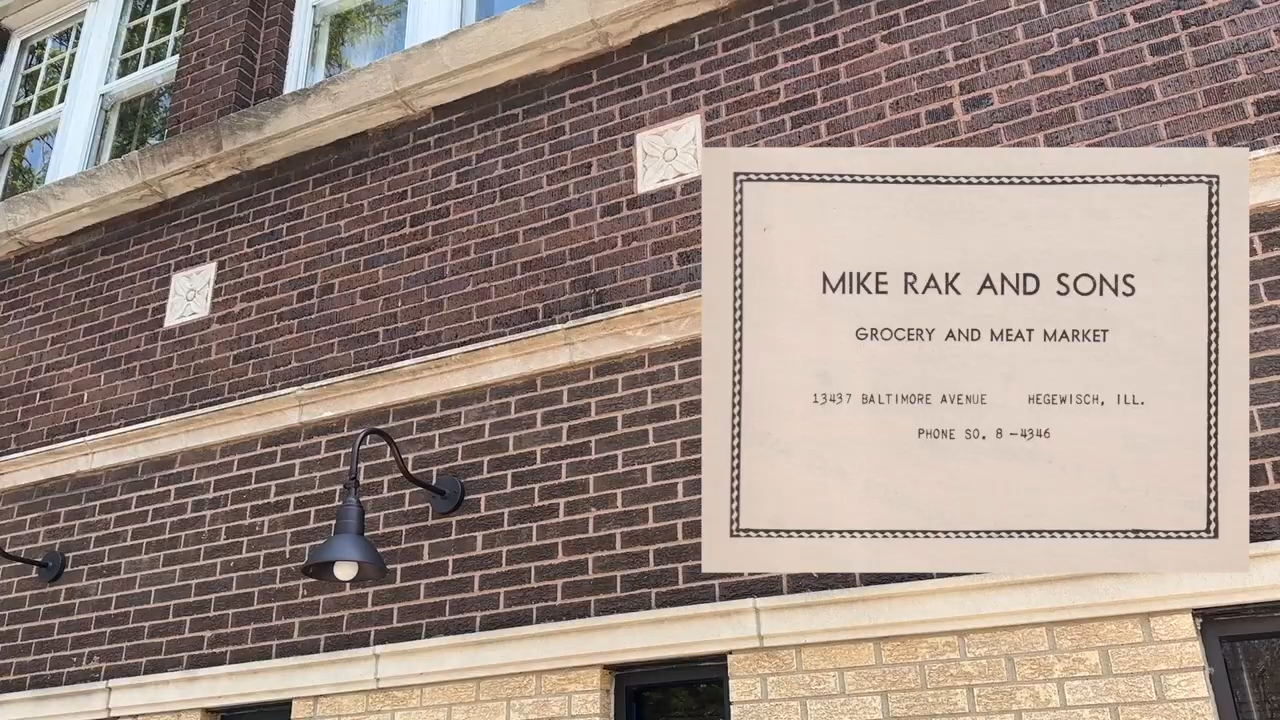 MIKE RAK AND SONS
GROCERY AND MEAT MARKET
13437 BALTIMORE AVENUE HEGEWISCH, ILL.
PHONE SO. 8-4346